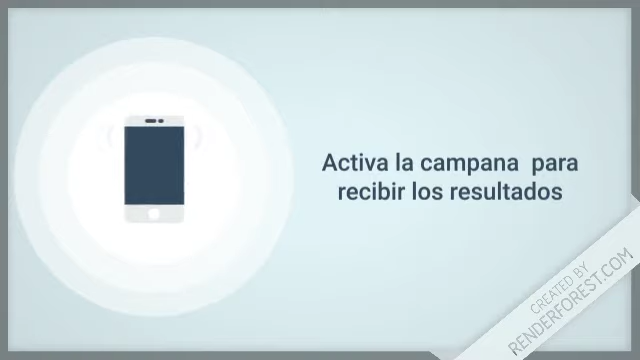 Activa la campana  para
recibir los resultados
CREATED BY
RENDERFOREST.COM